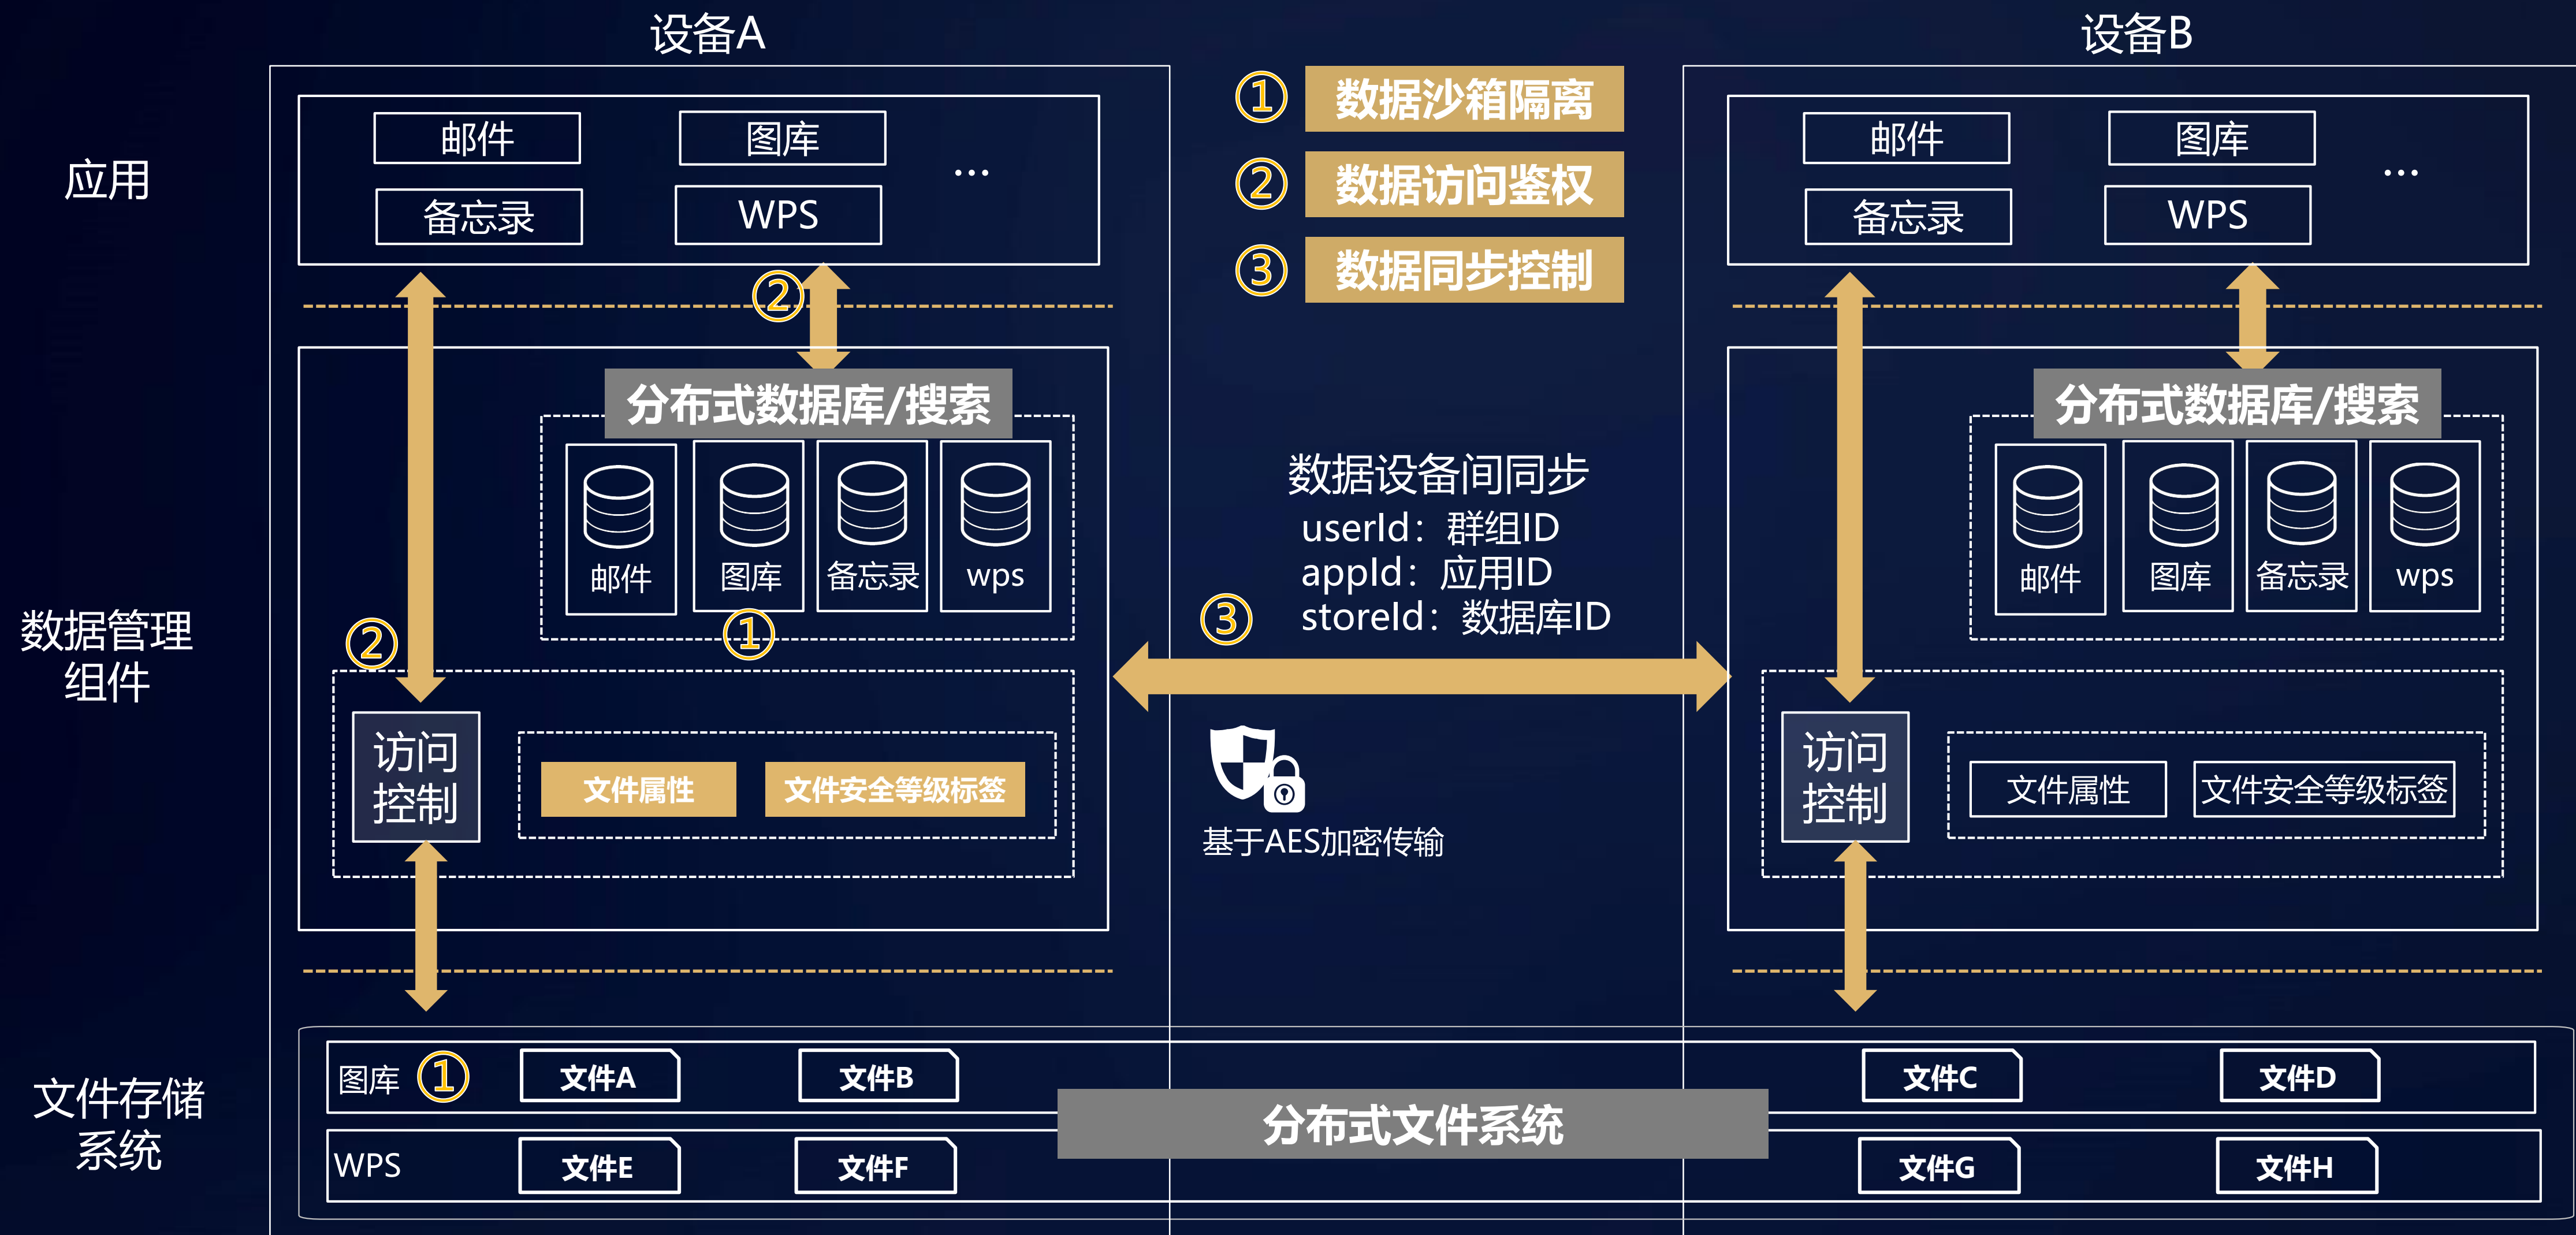 设备A
设备B
应用
邮件
图库
备忘录
WPS
...
①
数据沙箱隔离
②
数据访问鉴权
③
数据同步控制
邮件
图库
备忘录
WPS
...
②
数据管理
组件
分布式数据库/搜索
邮件
图库
备忘录
wps
①
②
访问
控制
文件属性
文件安全等级标签
数据设备间同步
userId：群组ID
appId：应用ID
storeId：数据库ID
③
基于AES加密传输
分布式数据库/搜索
邮件
图库
备忘录
wps
访问
控制
文件属性
文件安全等级标签
文件存储
系统
图库
①
文件A
文件B
文件C
文件D
分布式文件系统
WPS
文件E
文件F
文件G
文件H